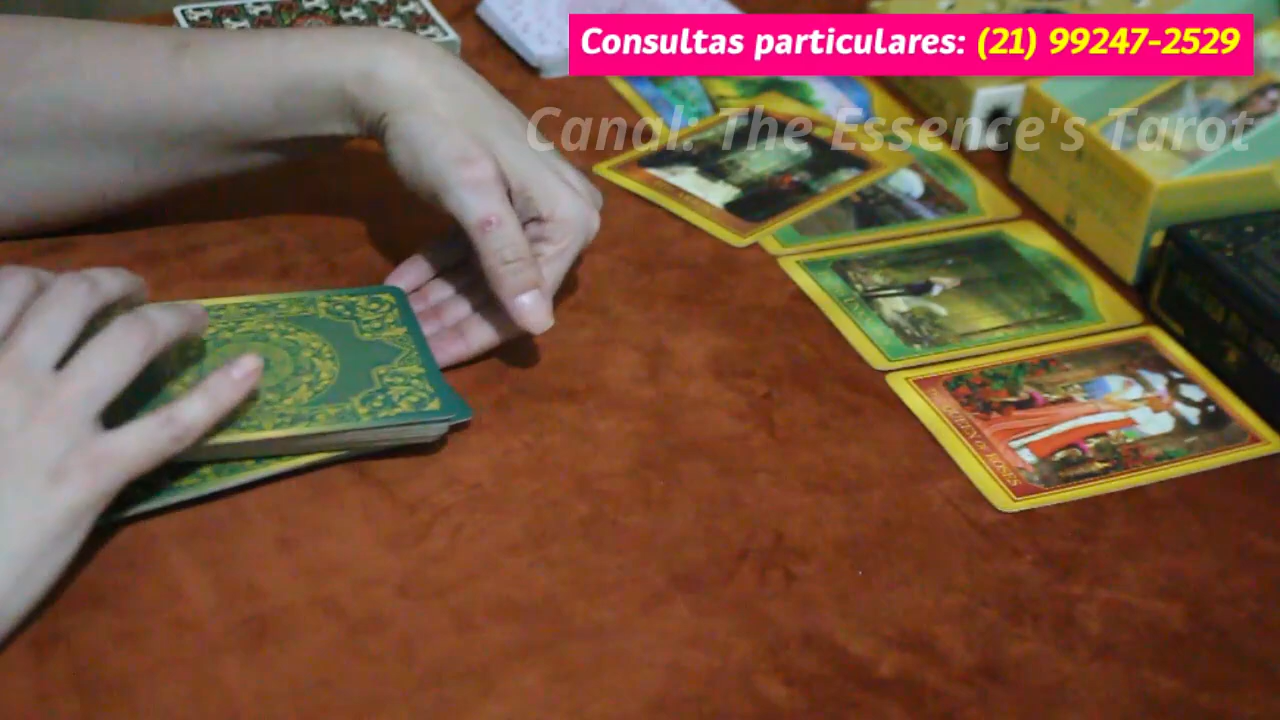 Consultas particulares: (21) 99247-2529
Canal: The Essence's Tarot
QUEEN OF ROSES